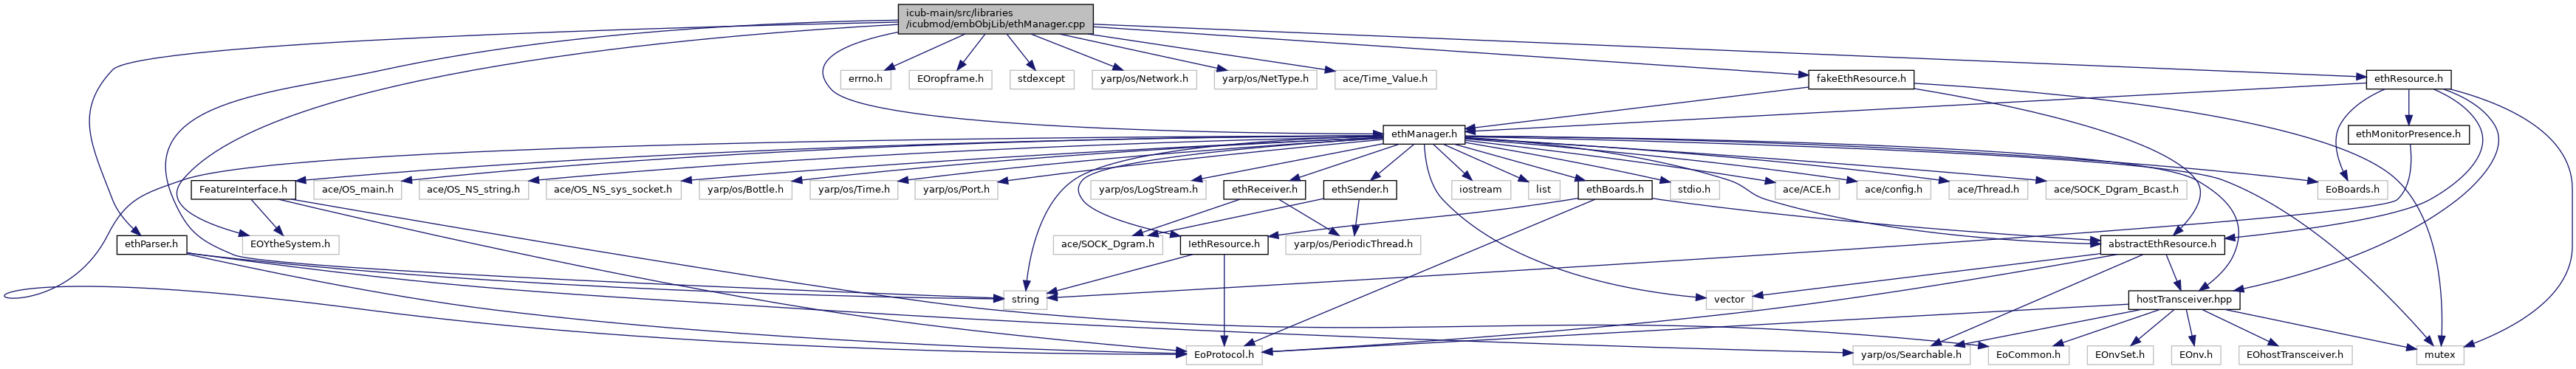 icub-main/src/libraries
/icubmod/embObjLib/ethManager.cpp
errno.h
EOropframe.h
stdexcept
yarp/os/Network.h
yarp/os/NetType.h
ace/Time_Value.h
fakeEthResource.h
ethResource.h
ethManager.h
ethMonitorPresence.h
FeatureInterface.h
ace/OS_main.h
ace/OS_NS_string.h
ace/OS_NS_sys_socket.h
yarp/os/Bottle.h
yarp/os/Time.h
yarp/os/Port.h
yarp/os/LogStream.h
ethReceiver.h
ethSender.h
iostream
list
ethBoards.h
stdio.h
ace/ACE.h
ace/config.h
ace/Thread.h
ace/SOCK_Dgram_Bcast.h
EoBoards.h
ethParser.h
EOYtheSystem.h
ace/SOCK_Dgram.h
IethResource.h
yarp/os/PeriodicThread.h
abstractEthResource.h
string
vector
hostTransceiver.hpp
EoProtocol.h
yarp/os/Searchable.h
EoCommon.h
EOnvSet.h
EOnv.h
EOhostTransceiver.h
mutex